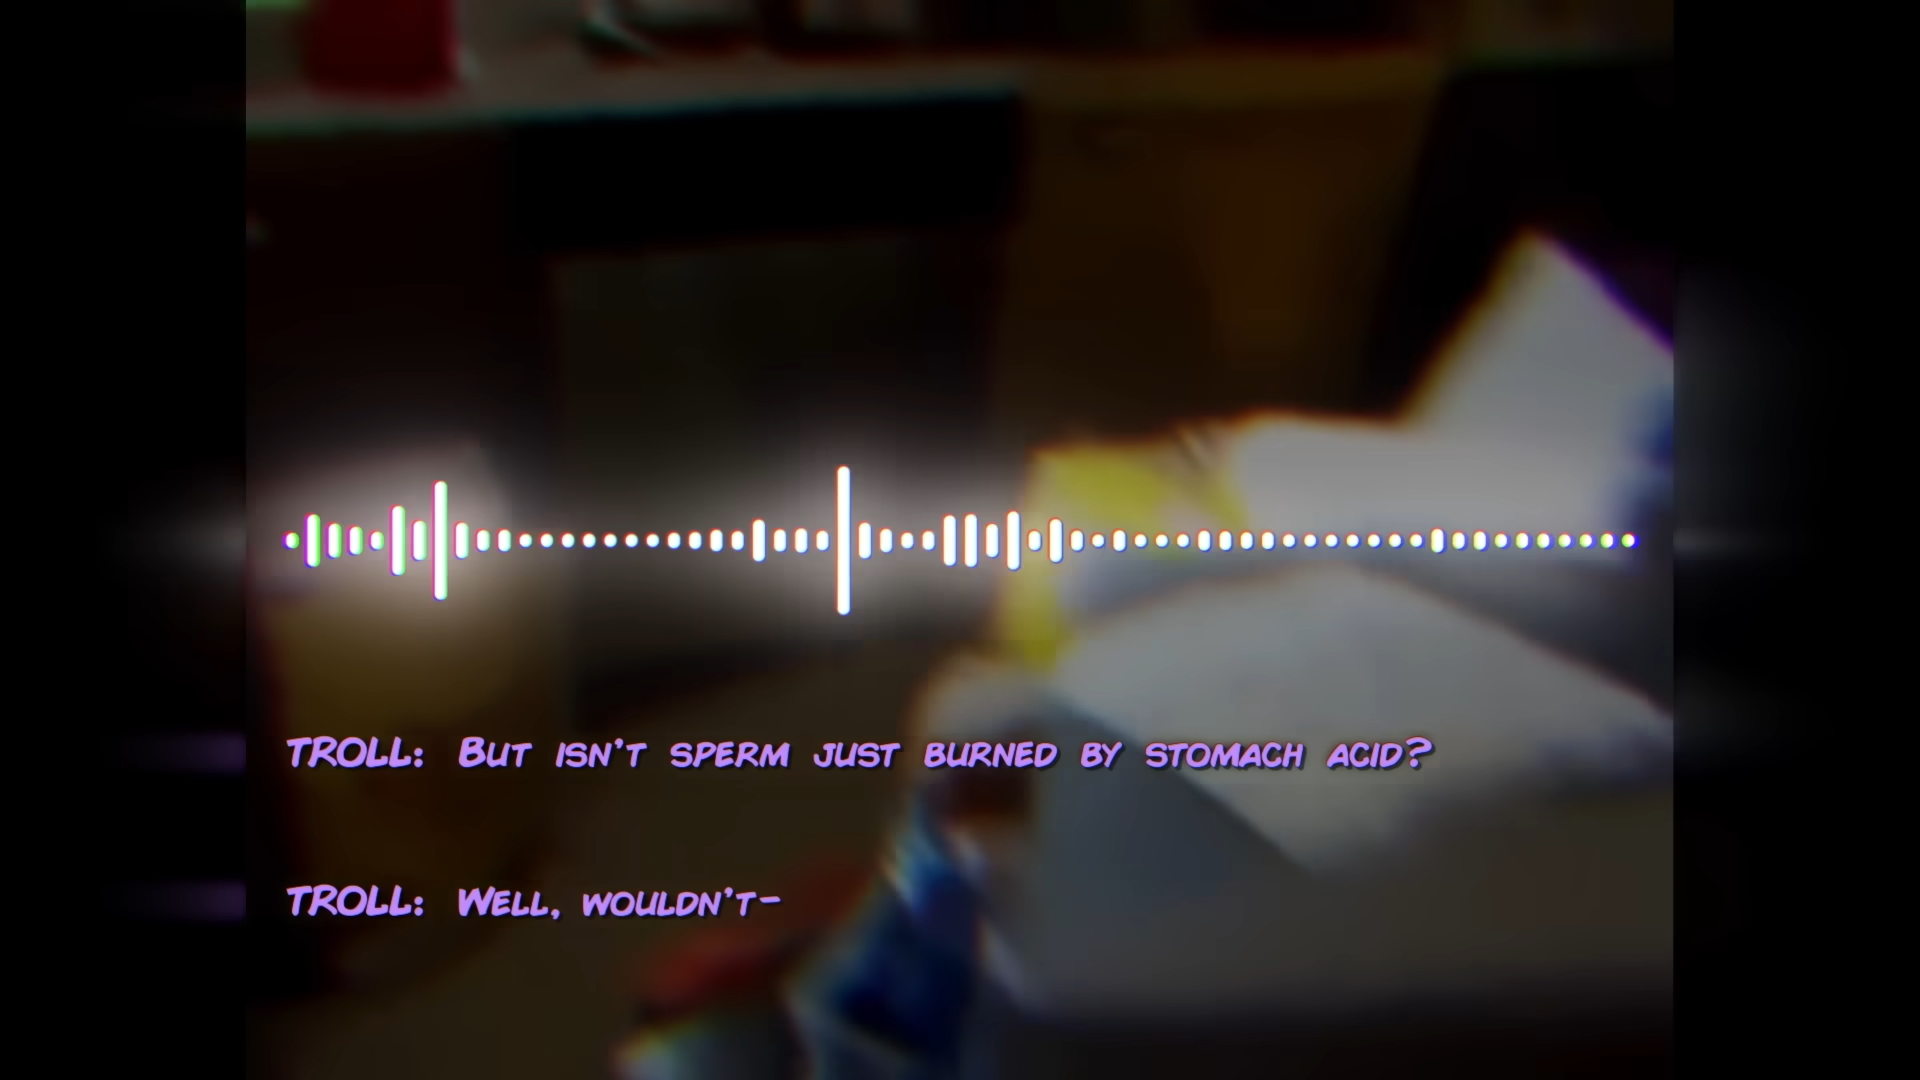 TROLL: But isn't sperm just burned by stomach acid?
TROLL: Well, wouldn't-